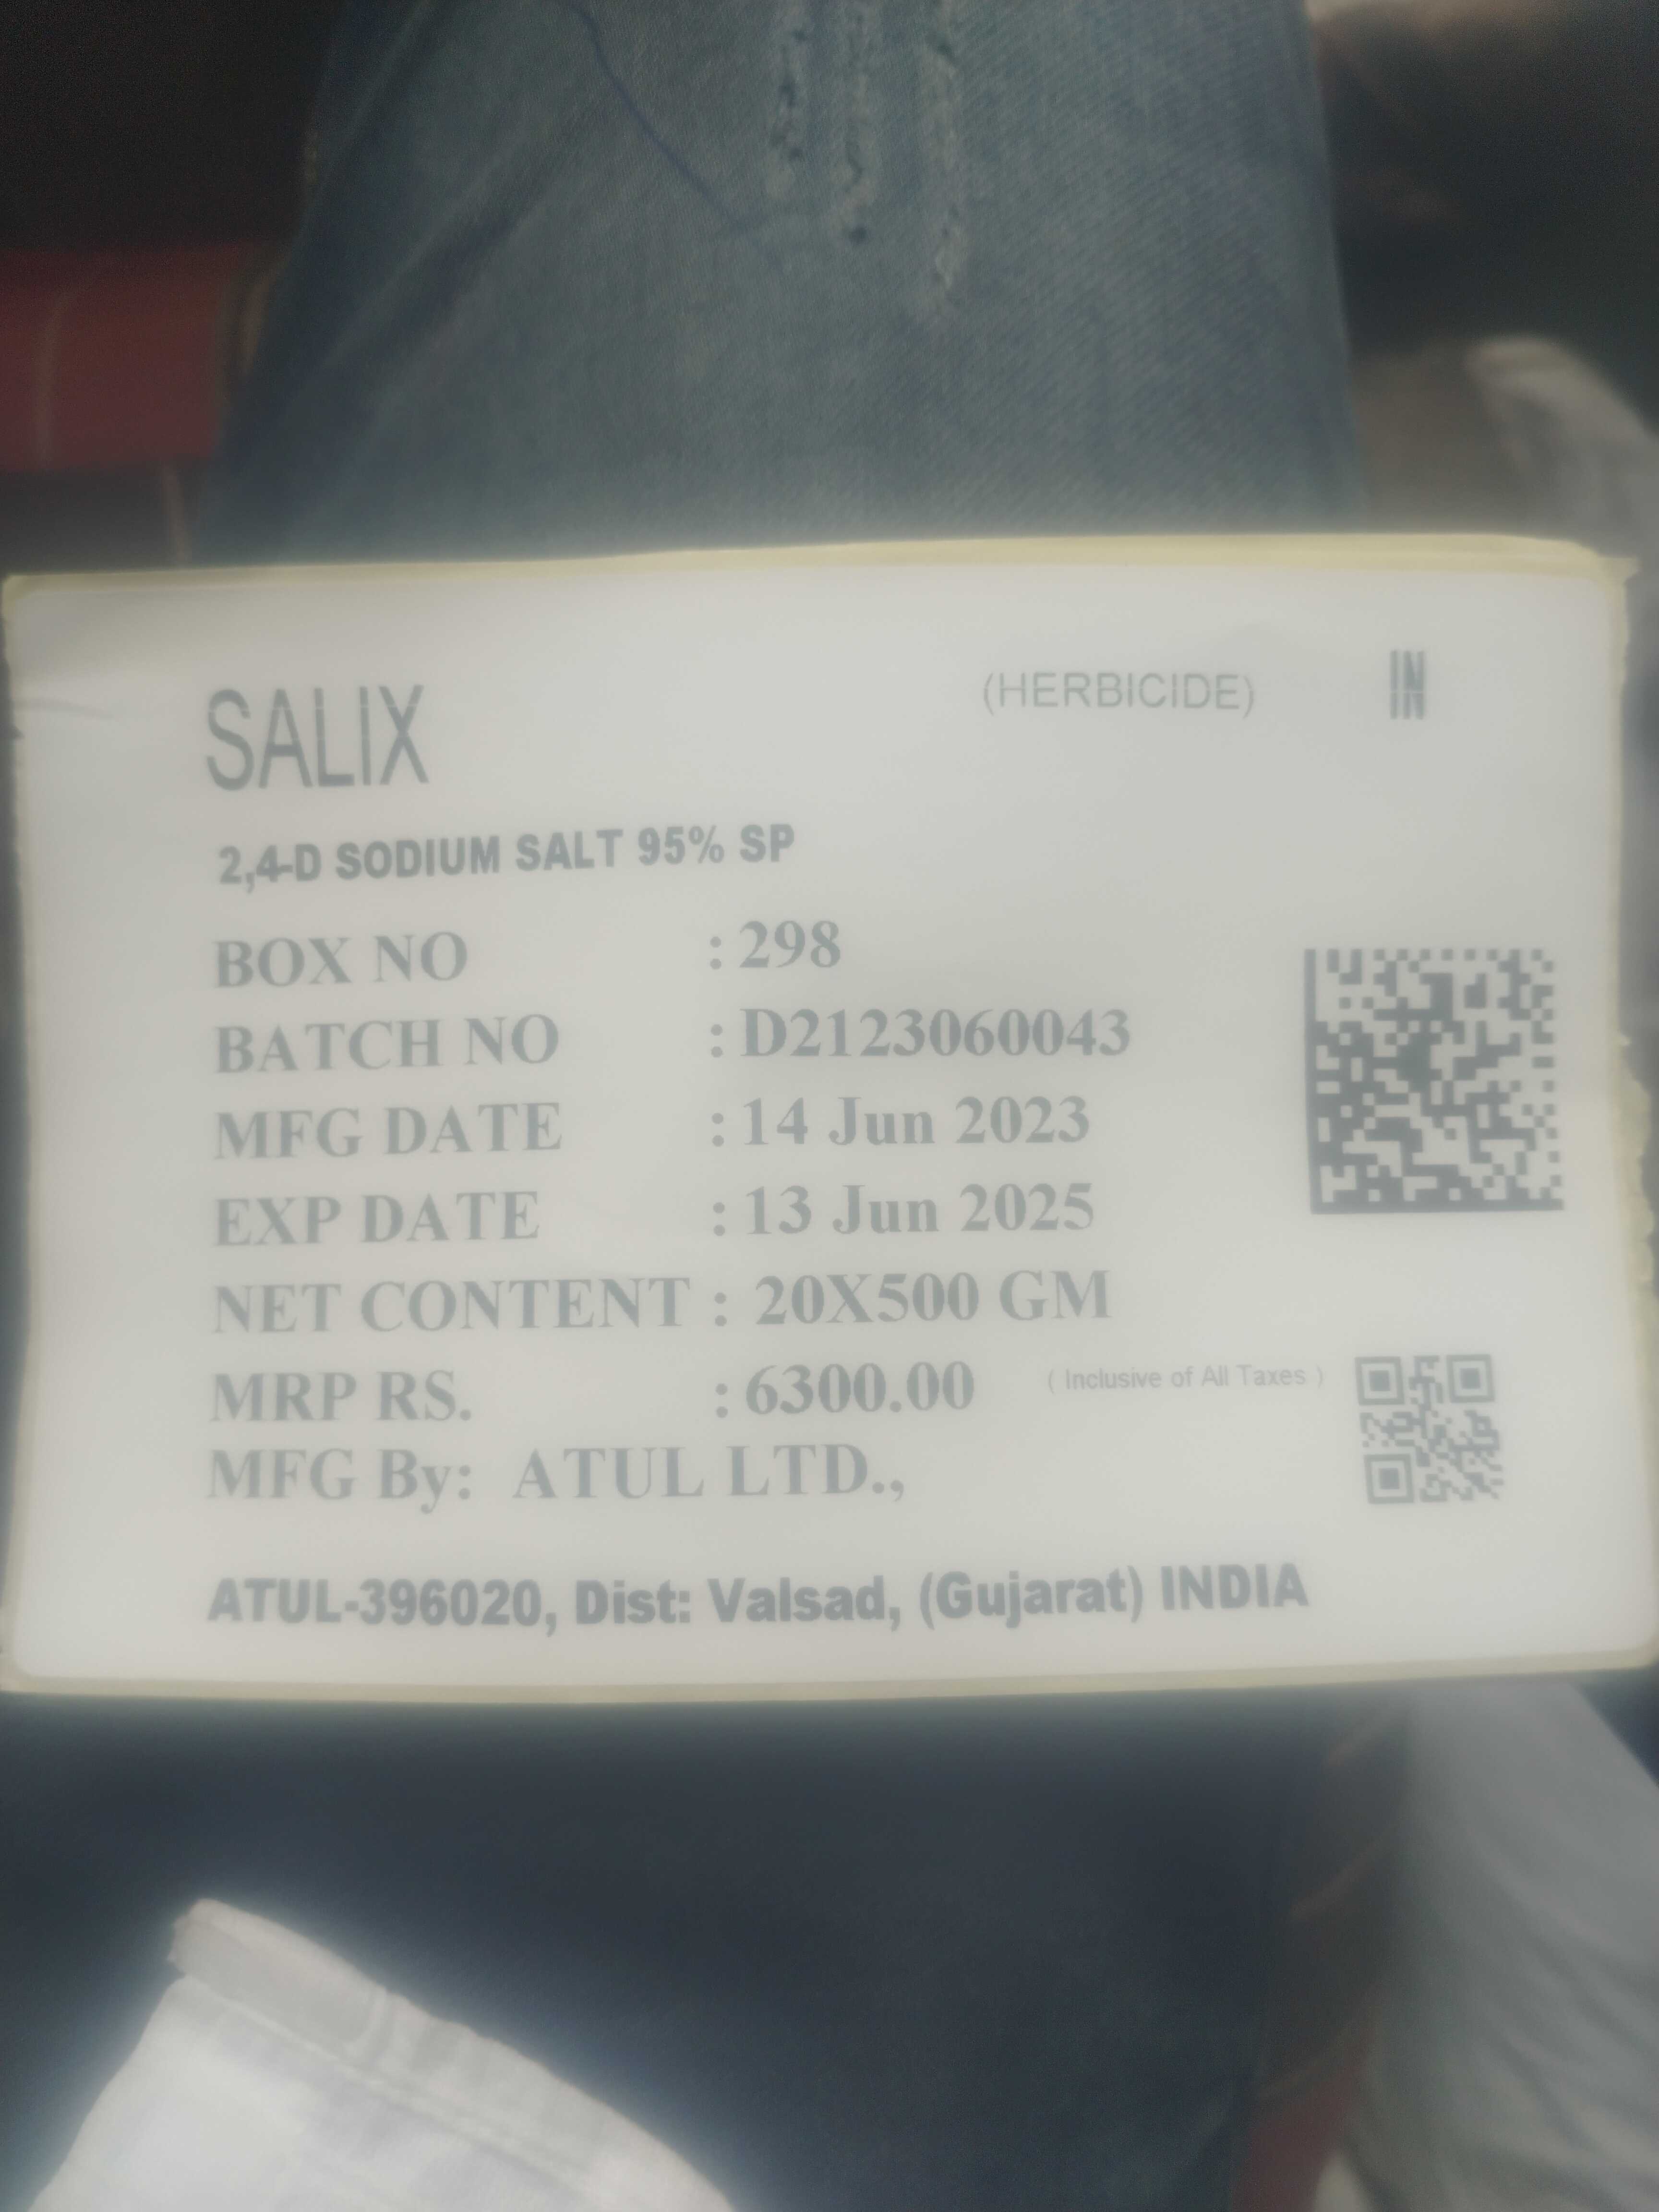 SALIX (HERBICIDE) IN
2,4-D SODIUM SALT 95% SP
BOX NO : 298
BATCH NO : D2123060043
MFG DATE : 14 Jun 2023
EXP DATE : 13 Jun 2025
NET CONTENT : 20X500 GM
MRP RS. : 6300.00 ( Inclusive of All Taxes )
MFG By: ATUL LTD.,
ATUL-396020, Dist: Valsad, (Gujarat) INDIA